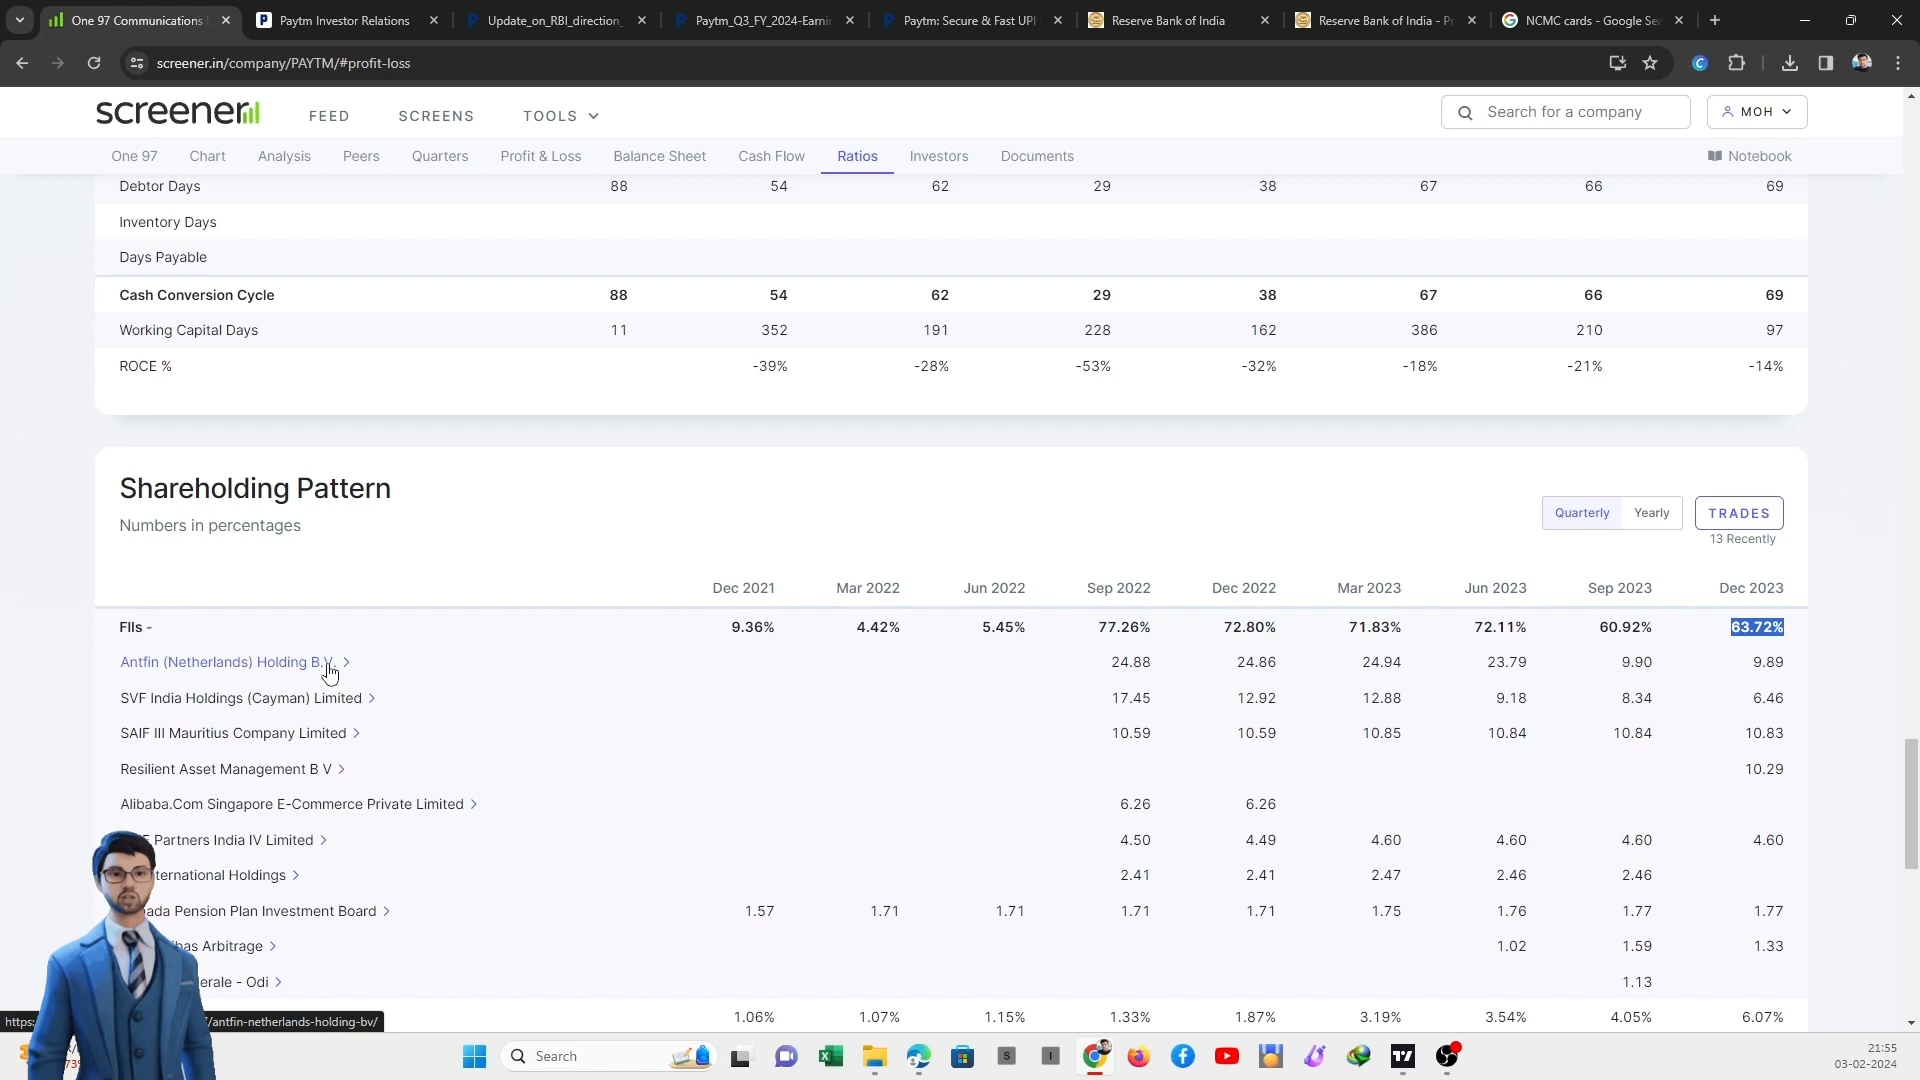 One 97 Communications
Paytm Investor Relations
Update_on_RBI_direction_
Paytm_Q3_FY_2024-Earni
Paytm: Secure & Fast UPI
Reserve Bank of India
Reserve Bank of India - P
NCMC cards - Google Se
screener.in/company/PAYTM/#profit-loss
screener
FEED
SCREENS
TOOLS
Search for a company
MOH
One 97 Chart Analysis Peers Quarters Profit & Loss Balance Sheet Cash Flow Ratios Investors Documents Notebook
Debtor Days 88 54 62 29 38 67 66 69
Inventory Days
Days Payable
Cash Conversion Cycle 88 54 62 29 38 67 66 69
Working Capital Days 11 352 191 228 162 386 210 97
ROCE % -39% -28% -53% -32% -18% -21% -14%
Shareholding Pattern
Numbers in percentages
Quarterly Yearly TRADES
13 Recently
Dec 2021 Mar 2022 Jun 2022 Sep 2022 Dec 2022 Mar 2023 Jun 2023 Sep 2023 Dec 2023
FIIs - 9.36% 4.42% 5.45% 77.26% 72.80% 71.83% 72.11% 60.92% 63.72%
Antfin (Netherlands) Holding B.V. 24.88 24.86 24.94 23.79 9.90 9.89
SVF India Holdings (Cayman) Limited 17.45 12.92 12.88 9.18 8.34 6.46
SAIF III Mauritius Company Limited 10.59 10.59 10.85 10.84 10.84 10.83
Resilient Asset Management B V 10.29
Alibaba.Com Singapore E-Commerce Private Limited 6.26 6.26
Partners India IV Limited 4.50 4.49 4.60 4.60 4.60 4.60
ternational Holdings 2.41 2.41 2.47 2.46 2.46
ada Pension Plan Investment Board 1.57 1.71 1.71 1.71 1.71 1.75 1.76 1.77 1.77
bas Arbitrage 1.02 1.59 1.33
erale - Odi 1.13
1.06% 1.07% 1.15% 1.33% 1.87% 3.19% 3.54% 4.05% 6.07%
https: /antfin-netherlands-holding-bv/
Search
21:55
03-02-2024